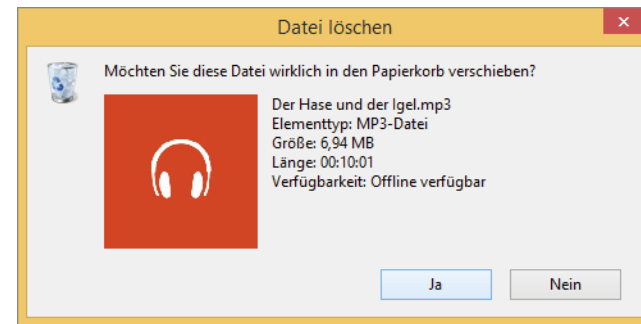 Datei löschen
Möchten Sie diese Datei wirklich in den Papierkorb verschieben?
Der Hase und der Igel.mp3
Elementtyp: MP3-Datei
Größe: 6,94 MB
Länge: 00:10:01
Verfügbarkeit: Offline verfügbar
Ja
Nein